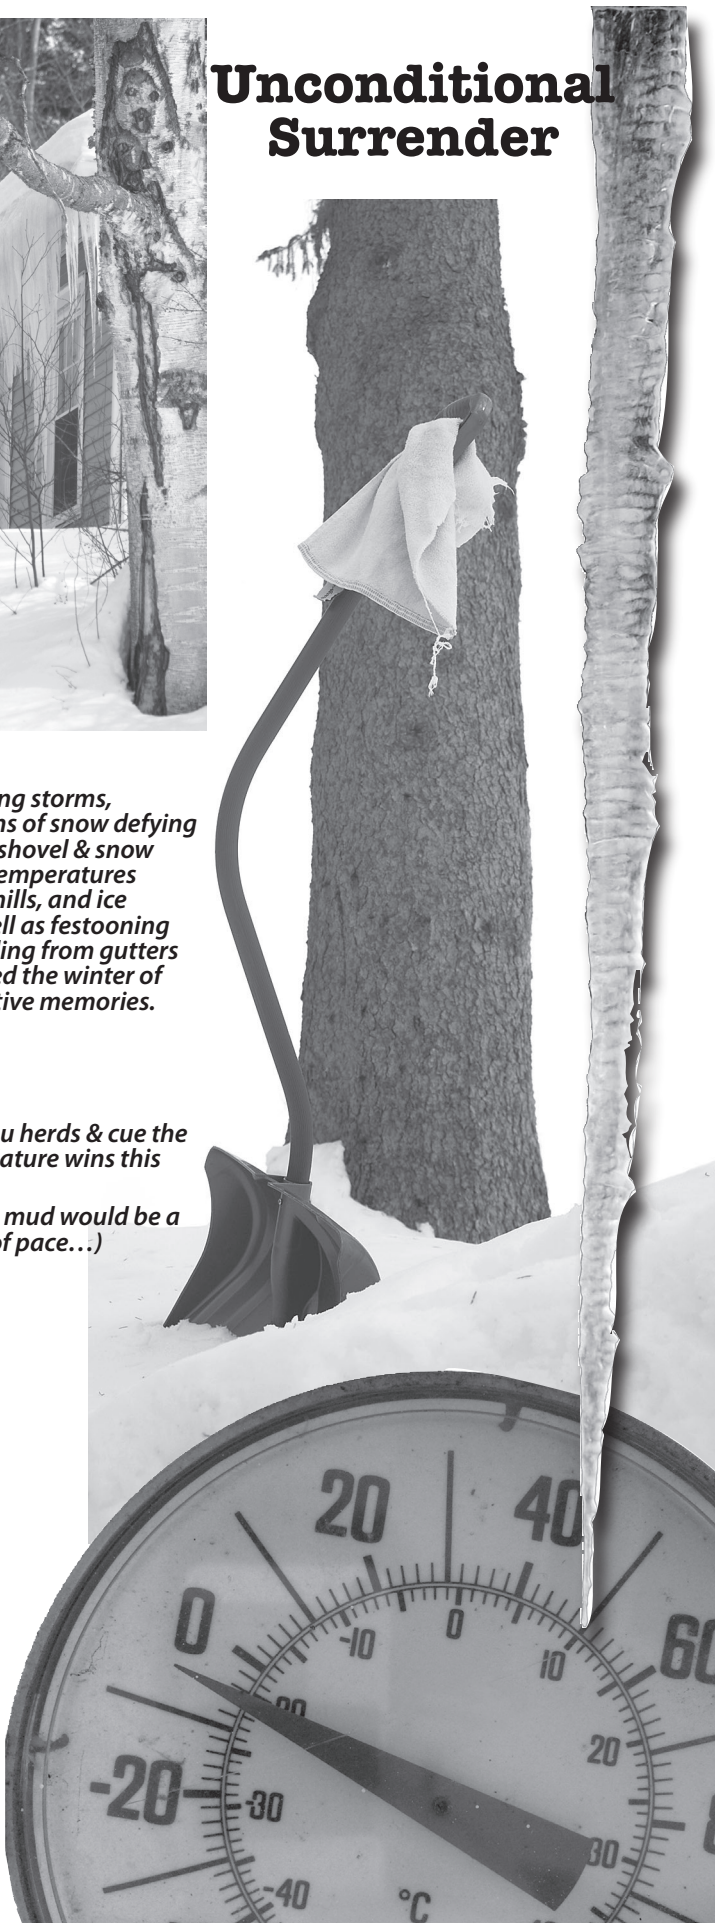 Unconditional
Surrender
ng storms,
ns of snow defying
shovel & snow
emperatures
hills, and ice
ell as festooning
ling from gutters
ed the winter of
tive memories.
u herds & cue the
ature wins this
mud would be a
of pace…)
20
40
0
60
-20
-10
0
10
20
-30
30
-40
°C